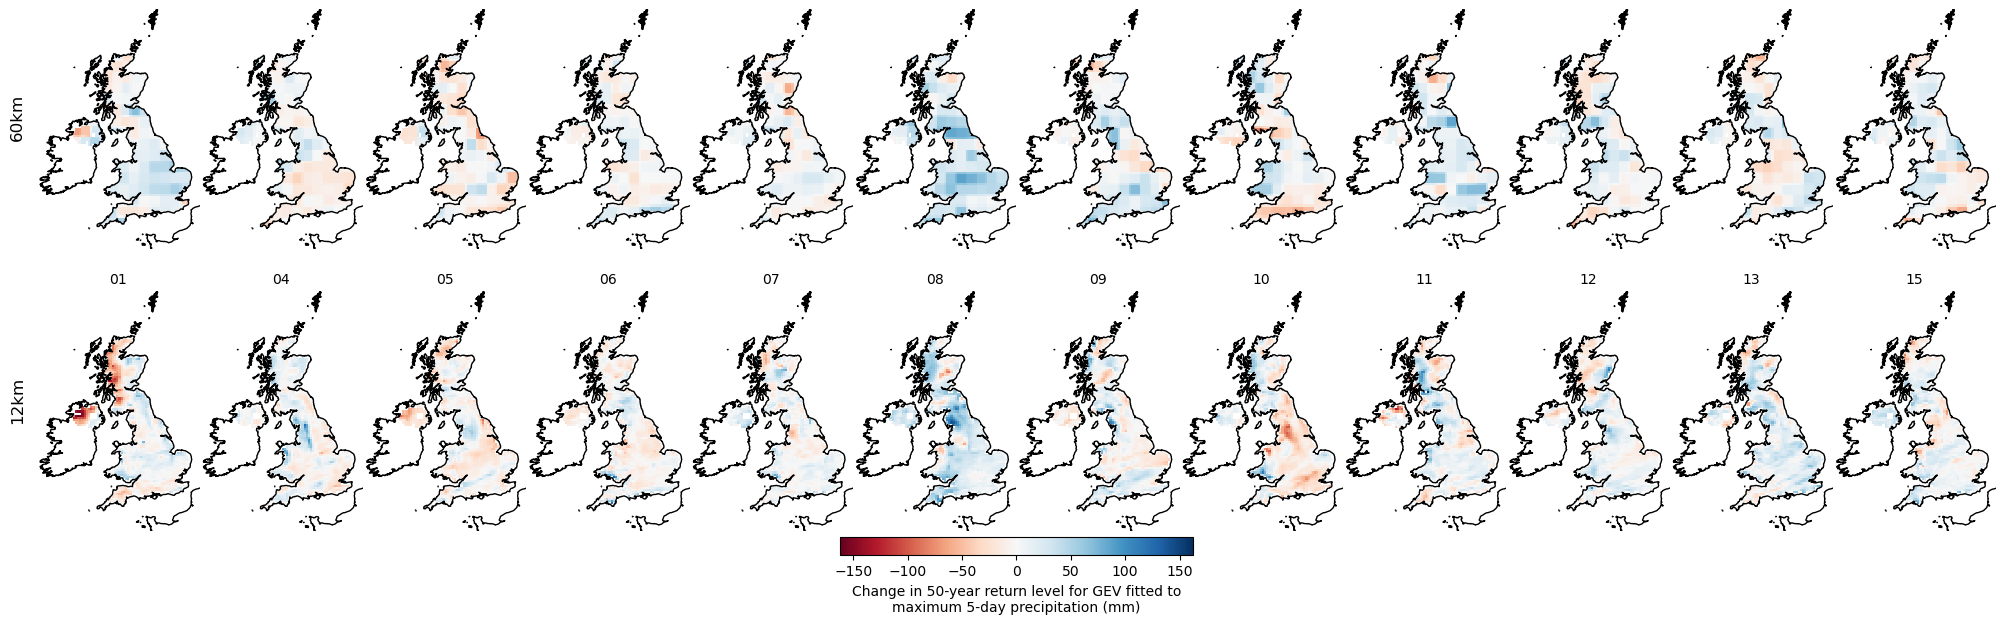 60km
01 04 05 06 07 08 09 10 11 12 13 15
12km
−150 −100 −50 0 50 100 150
Change in 50-year return level for GEV fitted to
maximum 5-day precipitation (mm)